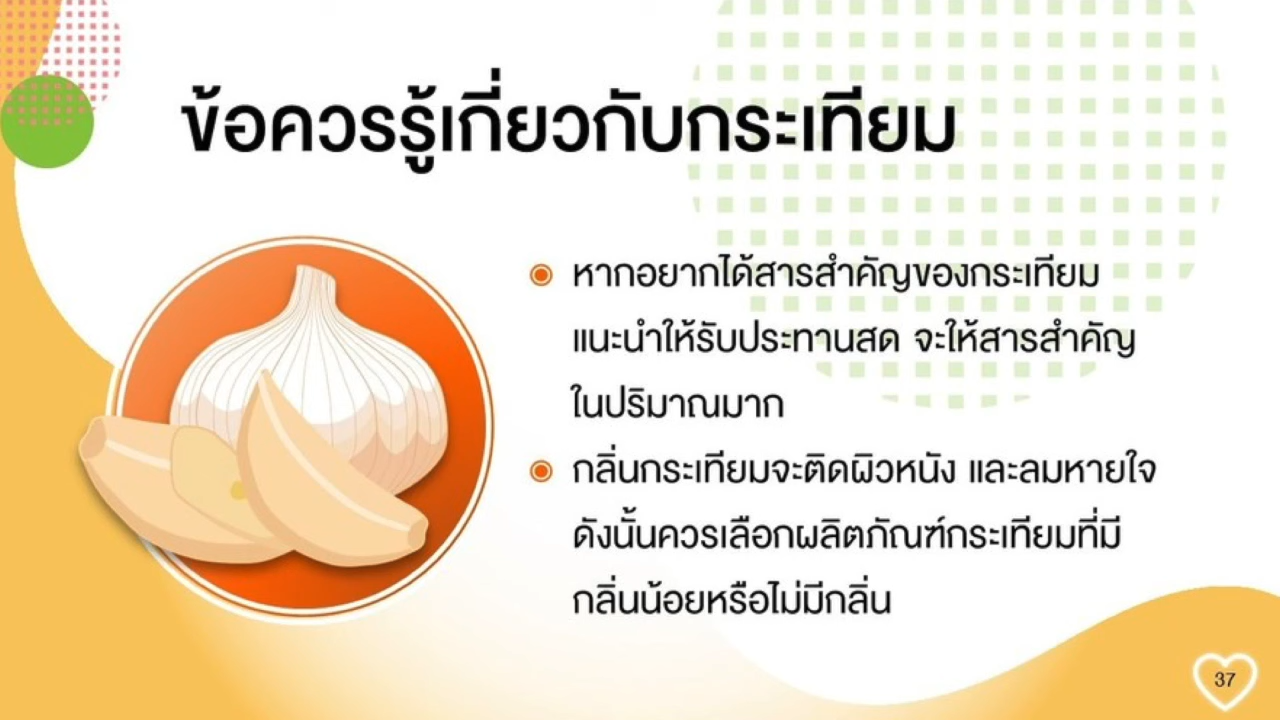 ข้อควรรู้เกี่ยวกับกระเทียม
หากอยากได้สารสำคัญของกระเทียม
แนะนำให้รับประทานสด จะให้สารสำคัญ
ในปริมาณมาก
กลิ่นกระเทียมจะติดผิวหนัง และลมหายใจ
ดังนั้นควรเลือกผลิตภัณฑ์กระเทียมที่มี
กลิ่นน้อยหรือไม่มีกลิ่น
37